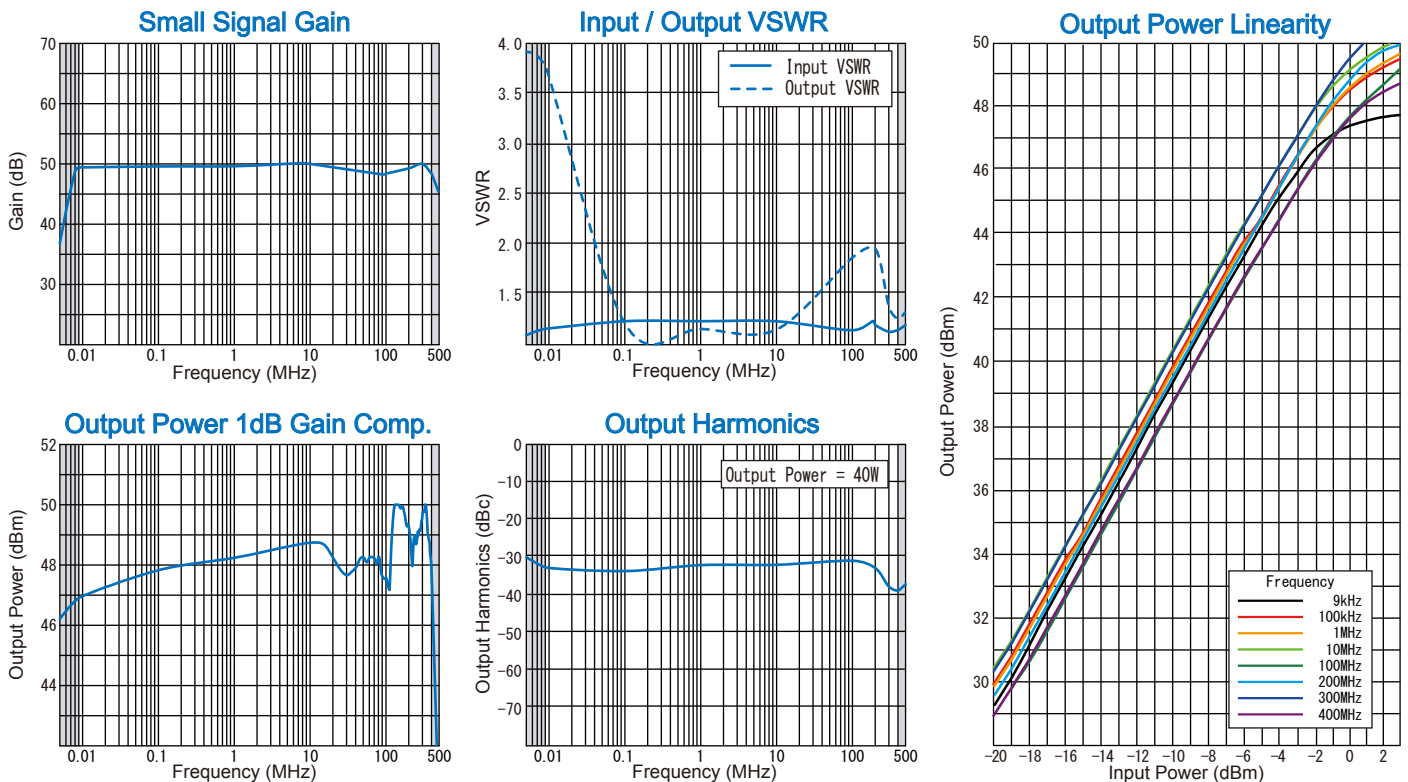 Small Signal Gain
70
60
50
40
30
Gain (dB)
0.01 0.1 1 10 100 500
Frequency (MHz)
Input / Output VSWR
4.0
3.5
3.0
2.5
2.0
1.5
VSWR
Input VSWR
Output VSWR
0.01 0.1 1 10 100 500
Frequency (MHz)
Output Power 1dB Gain Comp.
52
50
48
46
44
Output Power (dBm)
0.01 0.1 1 10 100 500
Frequency (MHz)
Output Harmonics
0
-10
-20
-30
-40
-50
-60
-70
Output Harmonics (dBc)
Output Power = 40W
0.01 0.1 1 10 100 500
Frequency (MHz)
Output Power Linearity
50
48
46
44
42
40
38
36
34
32
30
Output Power (dBm)
Frequency
9kHz
100kHz
1MHz
10MHz
100MHz
200MHz
300MHz
400MHz
-20 -18 -16 -14 -12 -10 -8 -6 -4 -2 0 2
Input Power (dBm)